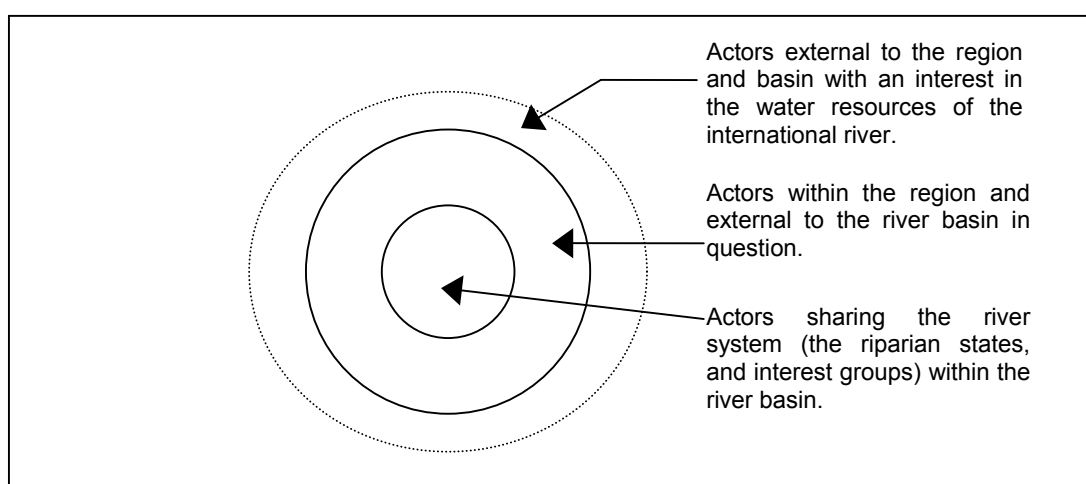 Actors external to the region
and basin with an interest in
the water resources of the
international river.
Actors within the region and
external to the river basin in
question.
Actors sharing the river
system (the riparian states,
and interest groups) within the
river basin.